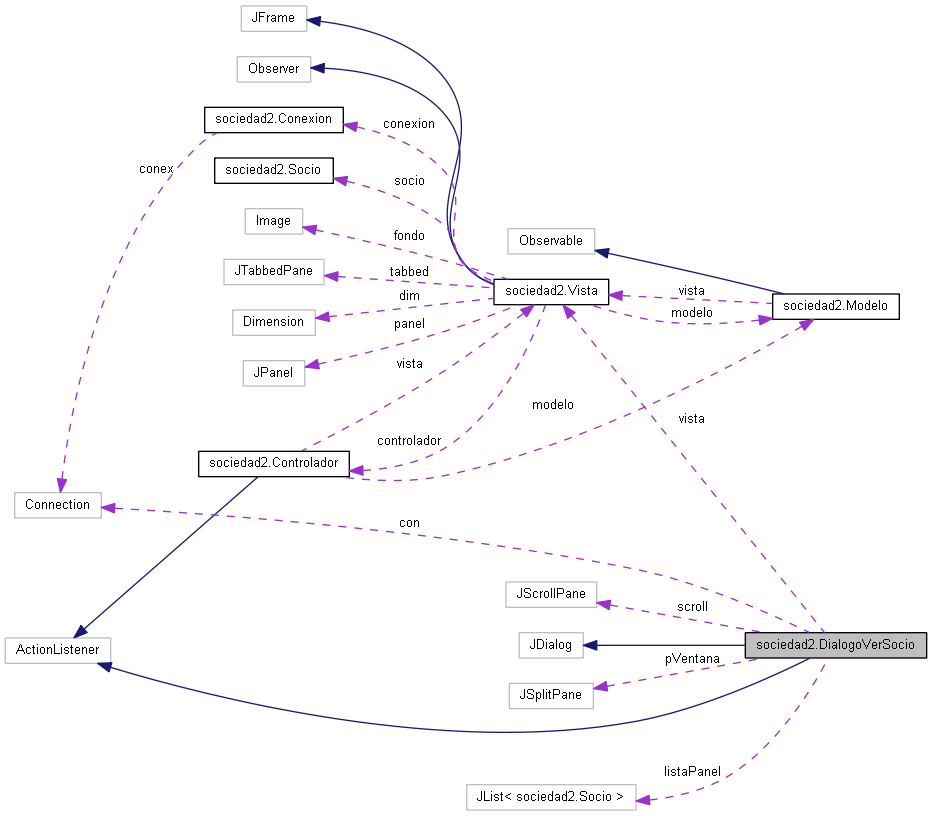 JFrame
Observer
sociedad2.Conexion
conexion
conex
sociedad2.Socio
socio
Image
fondo
Observable
JTabbedPane
tabbed
sociedad2.Vista
vista
dim
sociedad2.Modelo
modelo
Dimension
panel
JPanel
vista
modelo
vista
controlador
sociedad2.Controlador
Connection
con
JScrollPane
scroll
ActionListener
JDialog
sociedad2.DialogoVerSocio
pVentana
JSplitPane
listaPanel
JList< sociedad2.Socio >